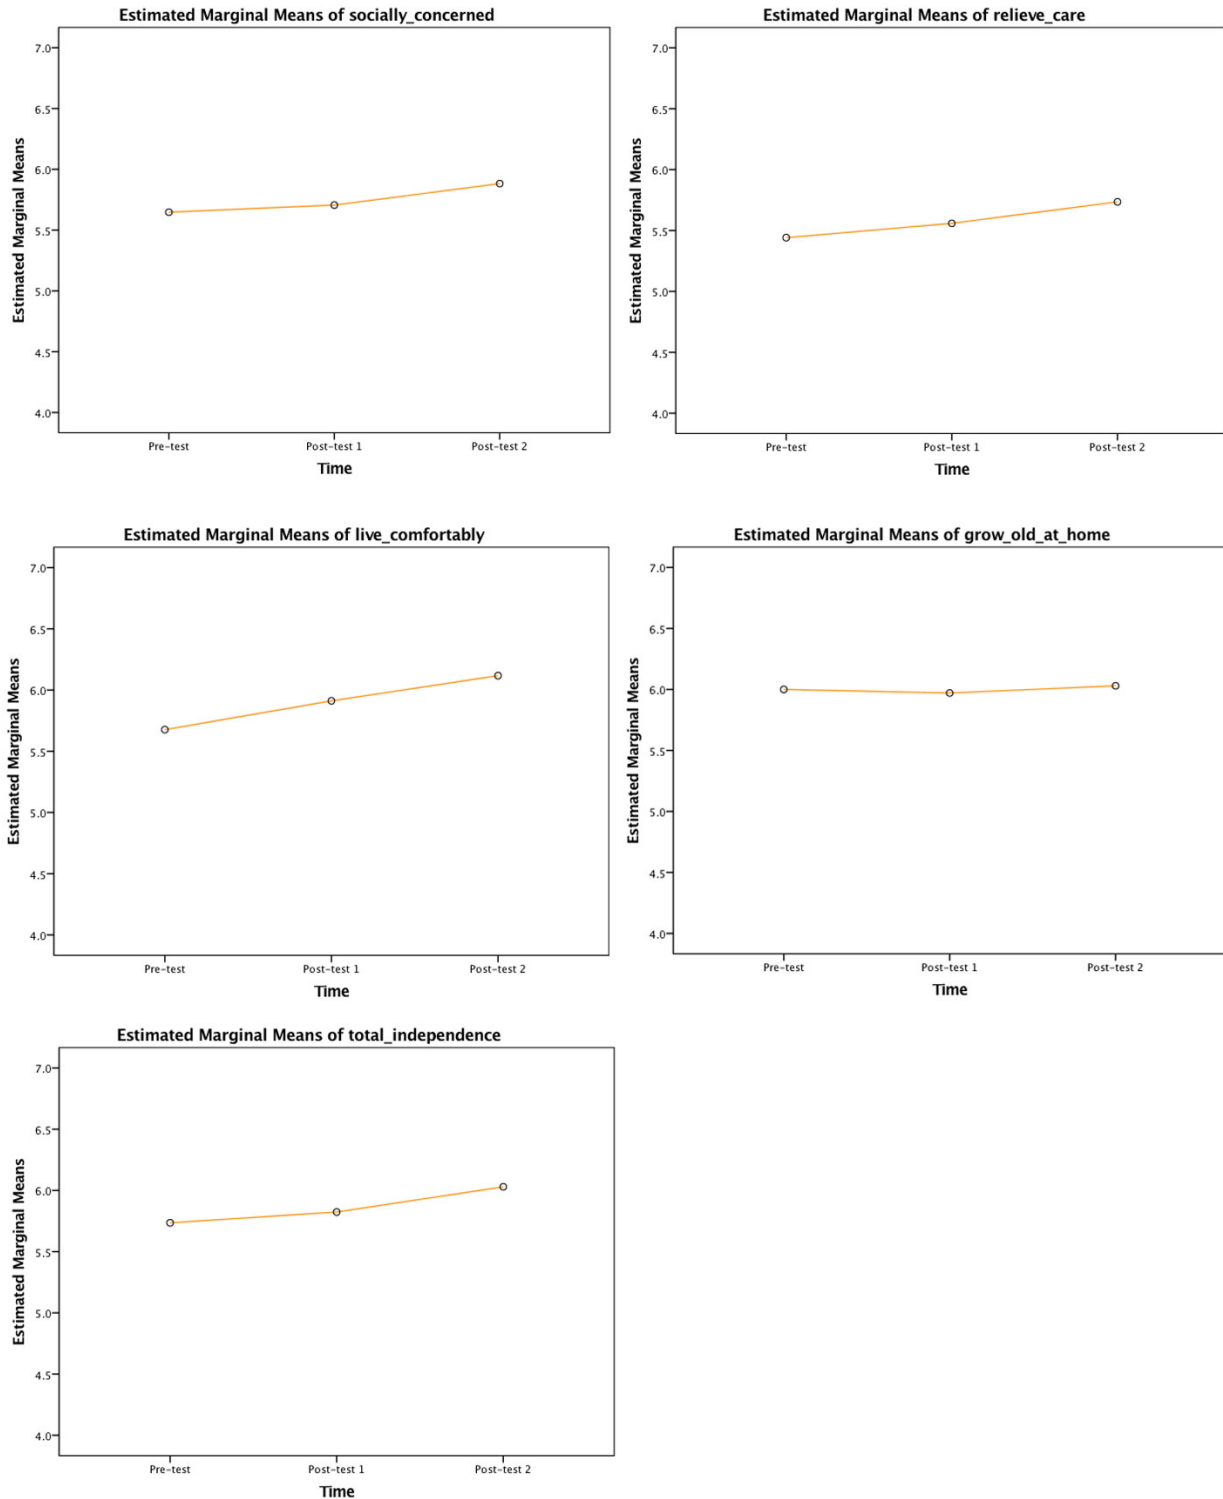 Estimated Marginal Means of socially_concerned
7.0
6.5
6.0
5.5
5.0
4.5
4.0
Estimated Marginal Means
Pre-test Post-test 1 Post-test 2
Time
Estimated Marginal Means of relieve_care
7.0
6.5
6.0
5.5
5.0
4.5
4.0
Estimated Marginal Means
Pre-test Post-test 1 Post-test 2
Time
Estimated Marginal Means of live_comfortably
7.0
6.5
6.0
5.5
5.0
4.5
4.0
Estimated Marginal Means
Pre-test Post-test 1 Post-test 2
Time
Estimated Marginal Means of grow_old_at_home
7.0
6.5
6.0
5.5
5.0
4.5
4.0
Estimated Marginal Means
Pre-test Post-test 1 Post-test 2
Time
Estimated Marginal Means of total_independence
7.0
6.5
6.0
5.5
5.0
4.5
4.0
Estimated Marginal Means
Pre-test Post-test 1 Post-test 2
Time